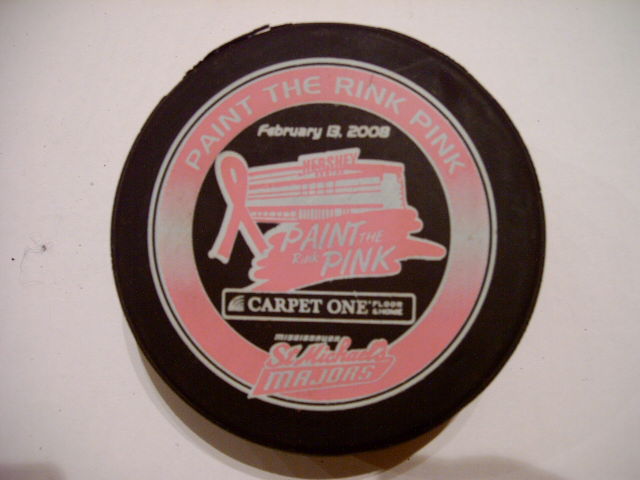 PAINT THE RINK PINK
February 13, 2008
HERSHEY
CENTRE
PAINT THE
Rink PINK
CARPET ONE FLOOR & HOME
MISSISSAUGA
St. Michael's
MAJORS